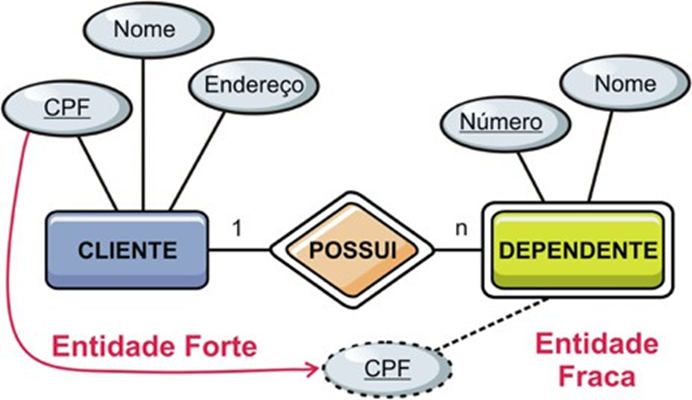 Nome
Endereço
CPF
Nome
Número
CLIENTE
1
POSSUI
n
DEPENDENTE
Entidade Forte
CPF
Entidade
Fraca